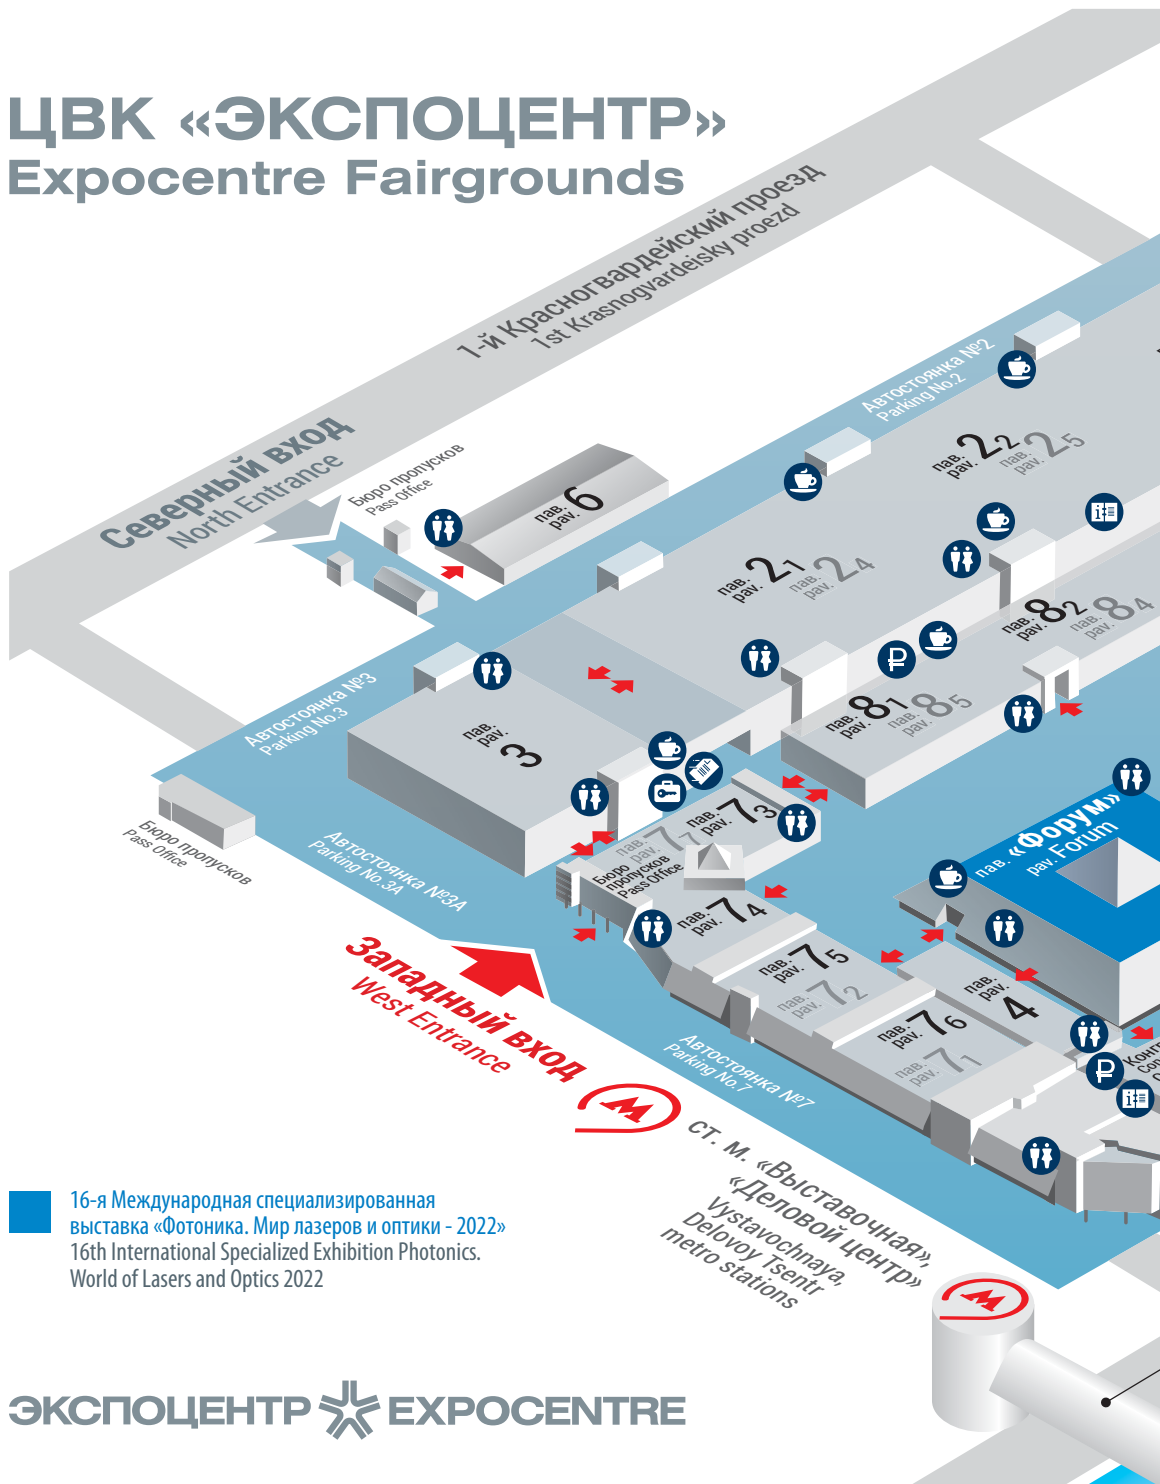 ЦВК «ЭКСПОЦЕНТР»
Expocentre Fairgrounds
1-й Красногвардейский проезд
1st Krasnogvardeisky proezd
Северный вход
North Entrance
Бюро пропусков
Pass Office
пав.
pav. 6
Автостоянка №2
Parking No.2
пав.
pav. 2 2
пав.
pav. 2 5
пав.
pav. 2 1
пав.
pav. 2 4
пав.
pav. 8 2
пав.
pav. 8 4
пав.
pav. 8 1
пав.
pav. 8 5
Автостоянка №3
Parking No.3
пав.
pav. 3
Бюро пропусков
Pass Office
Автостоянка №3А
Parking No.3A
пав.
pav. 7 7
пав.
pav. 7 3
Бюро
пропусков
Pass Office
пав.
pav. 7 4
пав.
pav. 7 5
пав.
pav. 7 2
пав.
pav. 7 6
пав.
pav. 7 1
пав. «Форум»
pav. Forum
пав.
pav. 4
Западный вход
West Entrance
Автостоянка №7
Parking No.7
ст. м. «Выставочная»,
«Деловой центр»
Vystavochnaya,
Delovoy Tsentr
metro stations
16-я Международная специализированная
выставка «Фотоника. Мир лазеров и оптики - 2022»
16th International Specialized Exhibition Photonics.
World of Lasers and Optics 2022
ЭКСПОЦЕНТР EXPOCENTRE